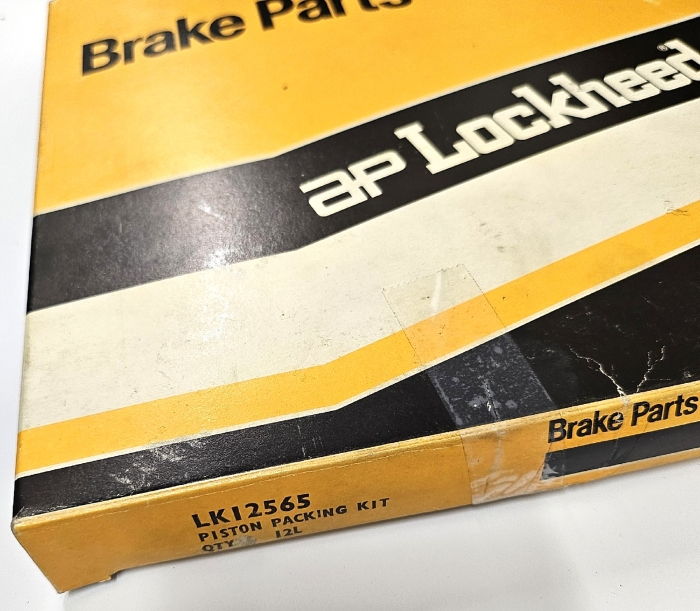 Brake Parts
AP Lockheed
Brake Parts
LK12565
PISTON PACKING KIT
QTY 12L